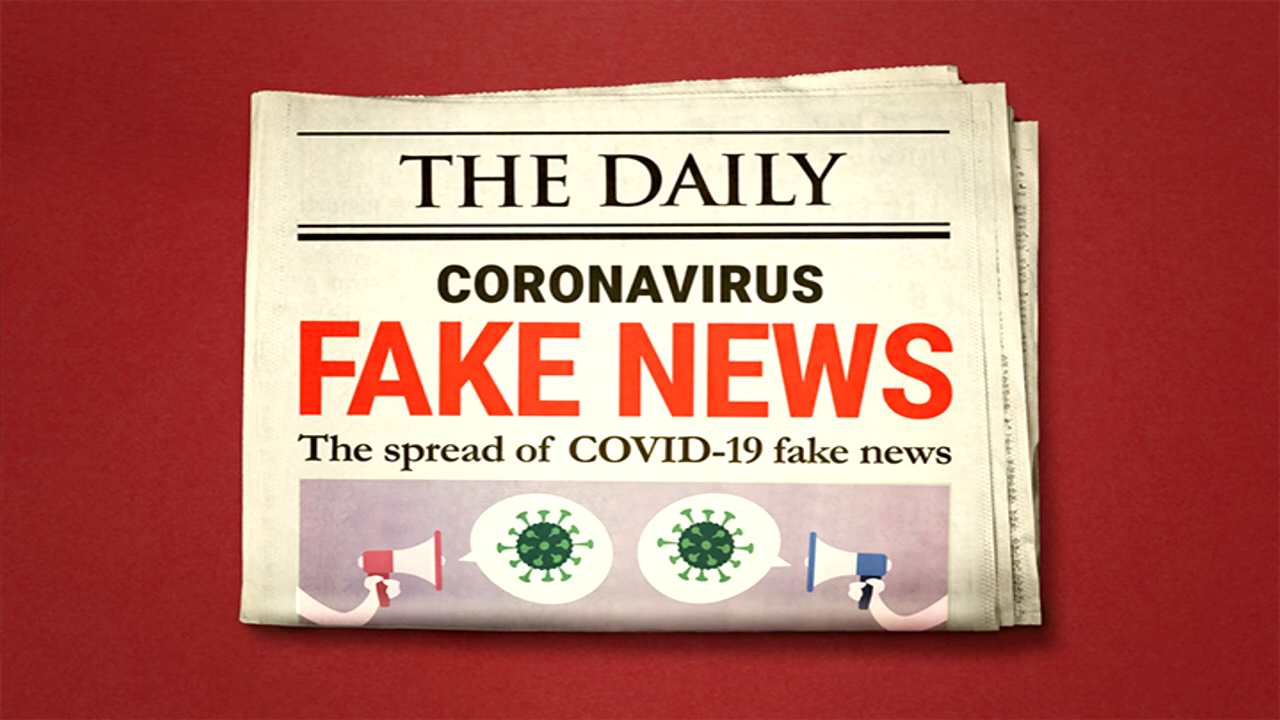 THE DAILY
CORONAVIRUS
FAKE NEWS
The spread of COVID-19 fake news